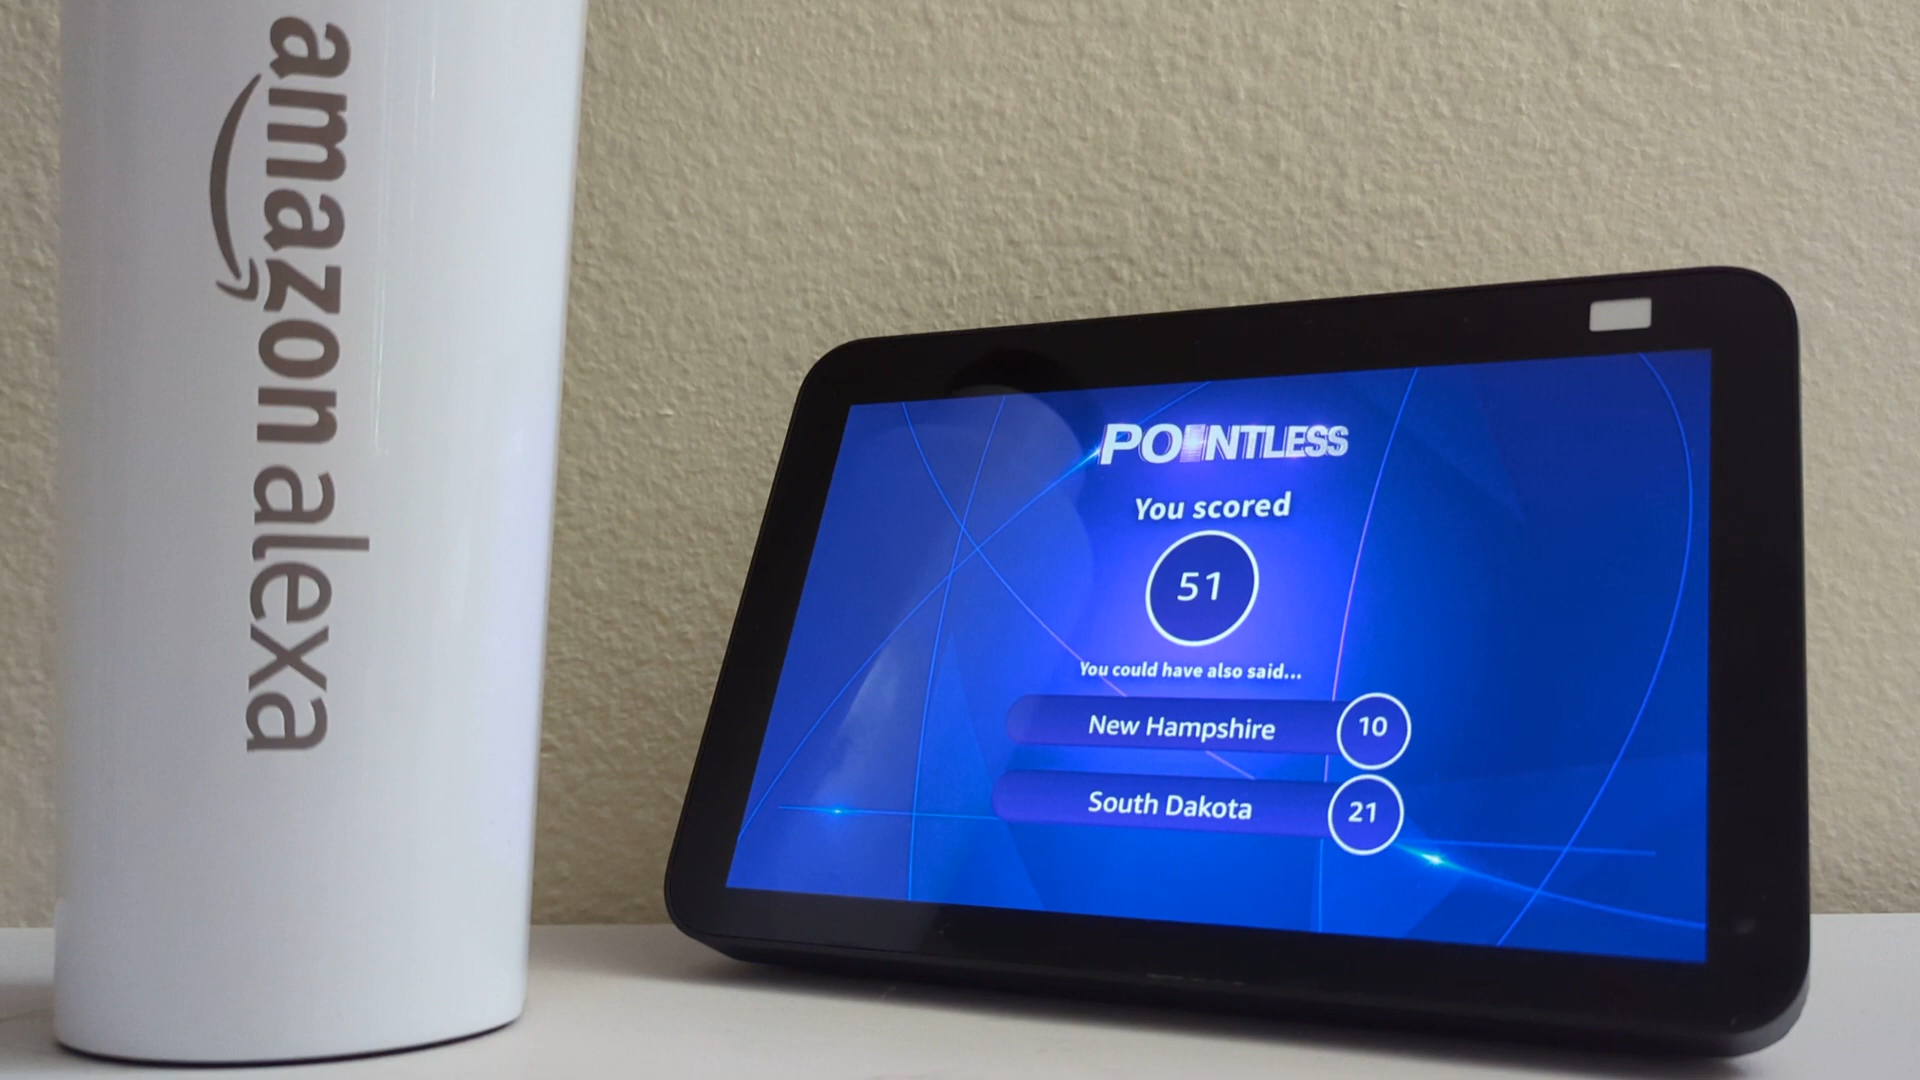 amazon alexa
POINTLESS
You scored
51
You could have also said...
New Hampshire 10
South Dakota 21